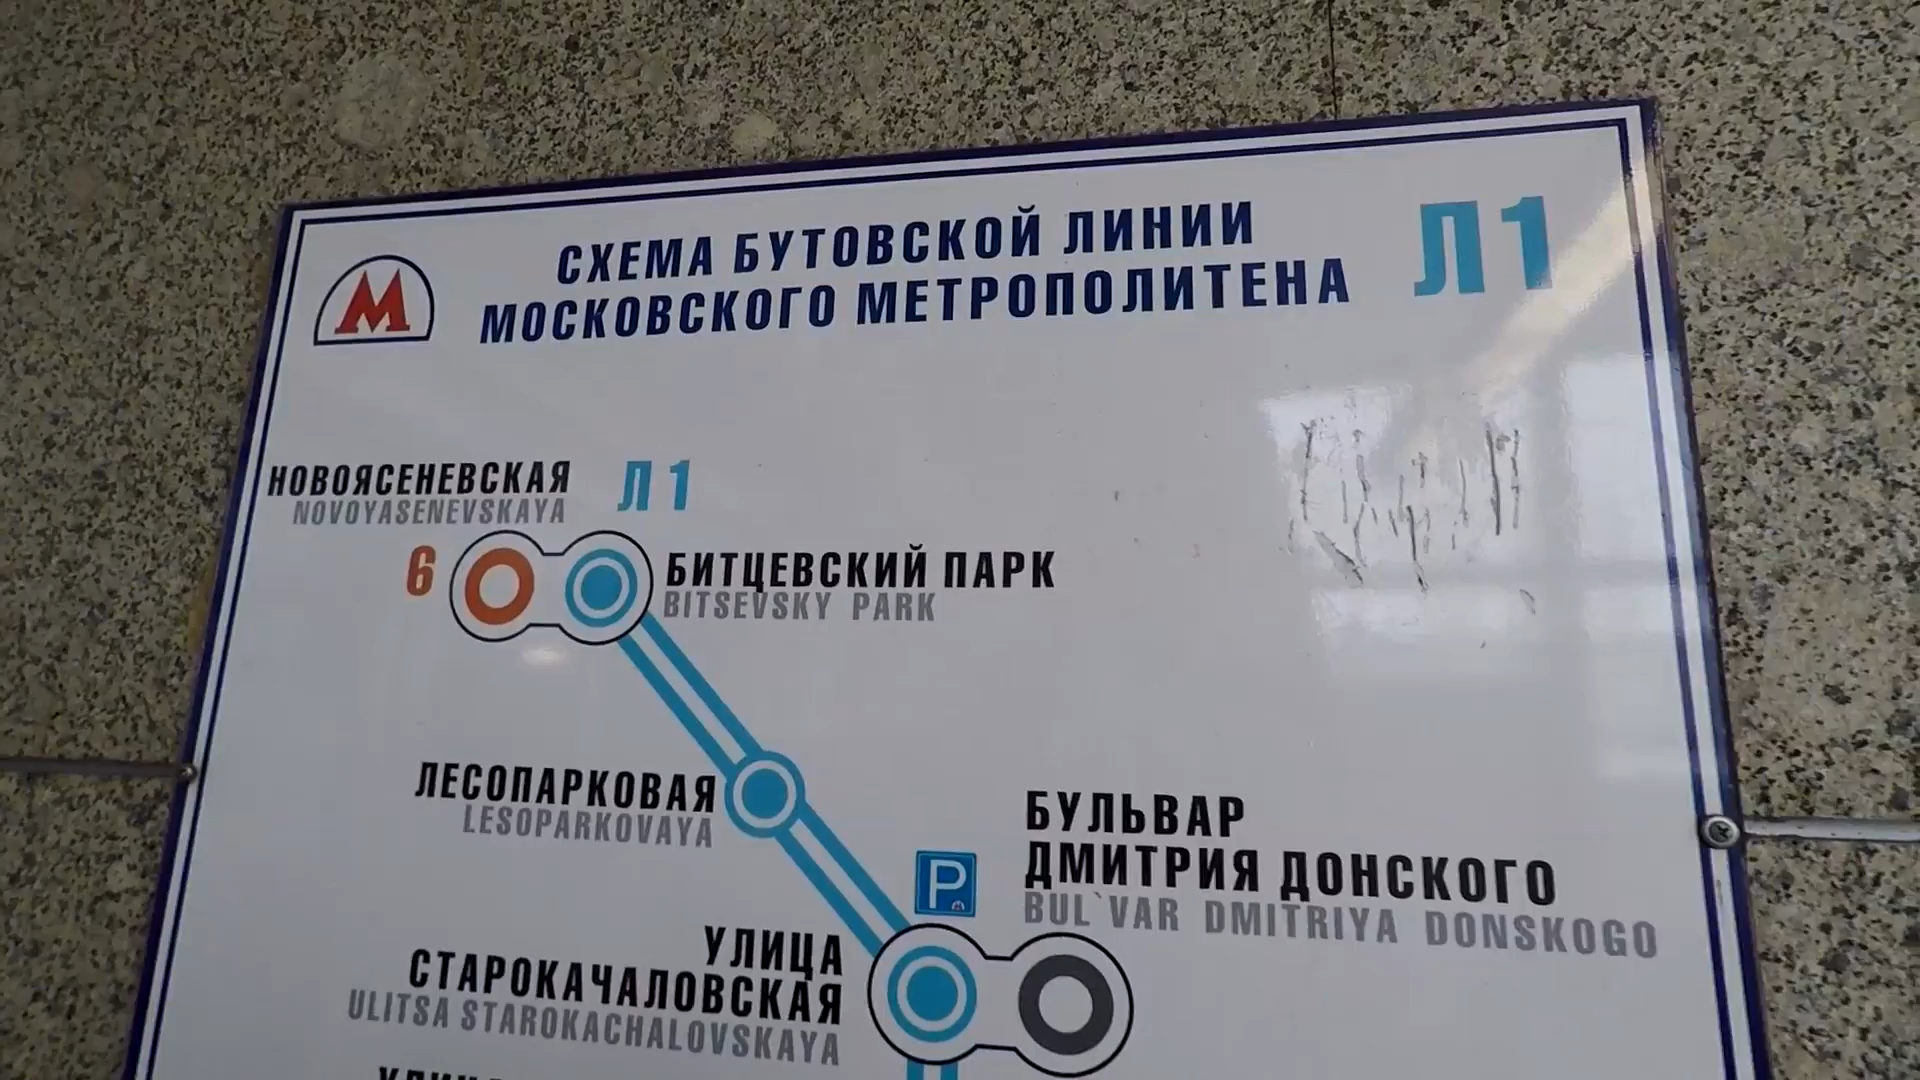 М
СХЕМА БУТОВСКОЙ ЛИНИИ
МОСКОВСКОГО МЕТРОПОЛИТЕНА
Л1
НОВОЯСЕНЕВСКАЯ
NOVOYASENEVSKAYA
Л1
6
БИТЦЕВСКИЙ ПАРК
BITSEVSKY PARK
ЛЕСОПАРКОВАЯ
LESOPARKOVAYA
P
БУЛЬВАР
ДМИТРИЯ ДОНСКОГО
BUL`VAR DMITRIYA DONSKOGO
УЛИЦА
СТАРОКАЧАЛОВСКАЯ
ULITSA STAROKACHALOVSKAYA